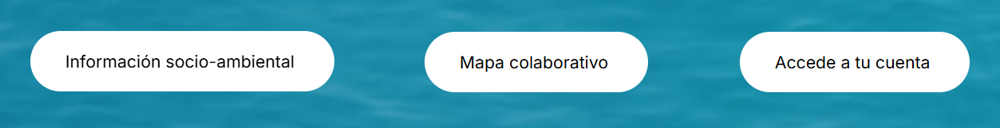 Información socio-ambiental
Mapa colaborativo
Accede a tu cuenta